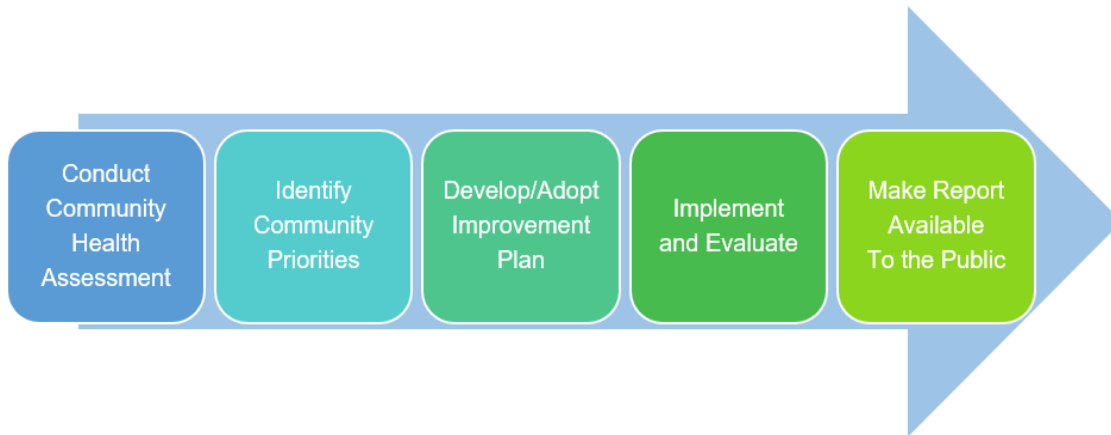 Conduct
Community
Health
Assessment
Identify
Community
Priorities
Develop/Adopt
Improvement
Plan
Implement
and Evaluate
Make Report
Available
To the Public